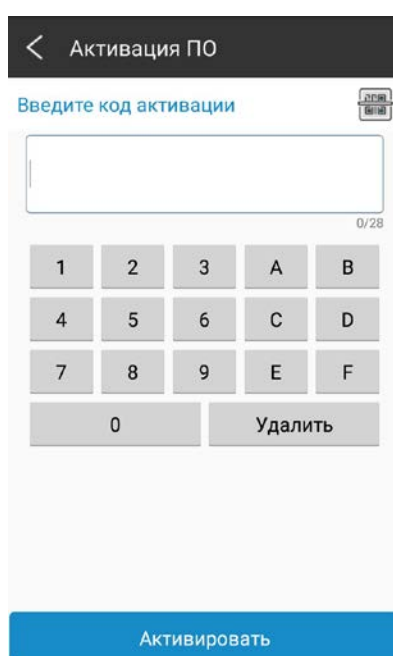 Активация ПО
Введите код активации
0/28
1 2 3 A B
4 5 6 C D
7 8 9 E F
0 Удалить
Активировать